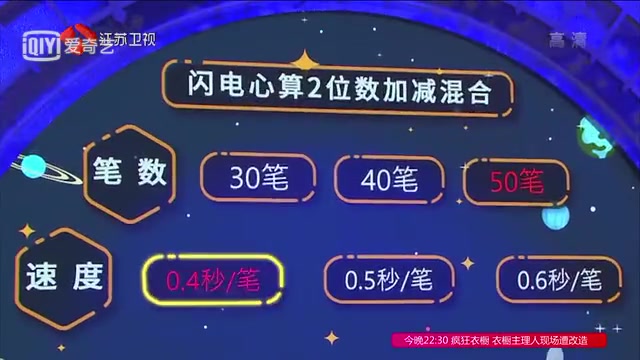 iQIYI 爱奇艺 江苏卫视
高清
闪电心算2位数加减混合
笔数 30笔 40笔 50笔
速度 0.4秒/笔 0.5秒/笔 0.6秒/笔
今晚22:30 疯狂衣橱 衣橱主理人现场遭改造